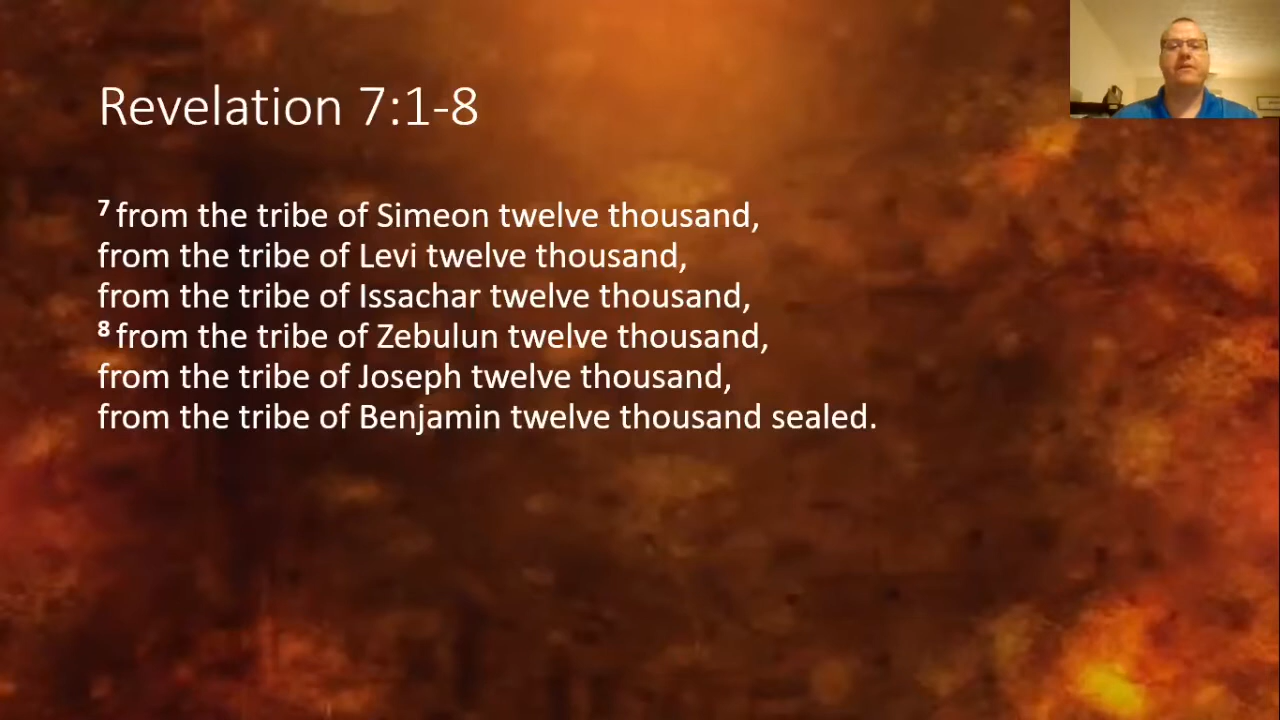 Revelation 7:1-8
7 from the tribe of Simeon twelve thousand,
from the tribe of Levi twelve thousand,
from the tribe of Issachar twelve thousand,
8 from the tribe of Zebulun twelve thousand,
from the tribe of Joseph twelve thousand,
from the tribe of Benjamin twelve thousand sealed.